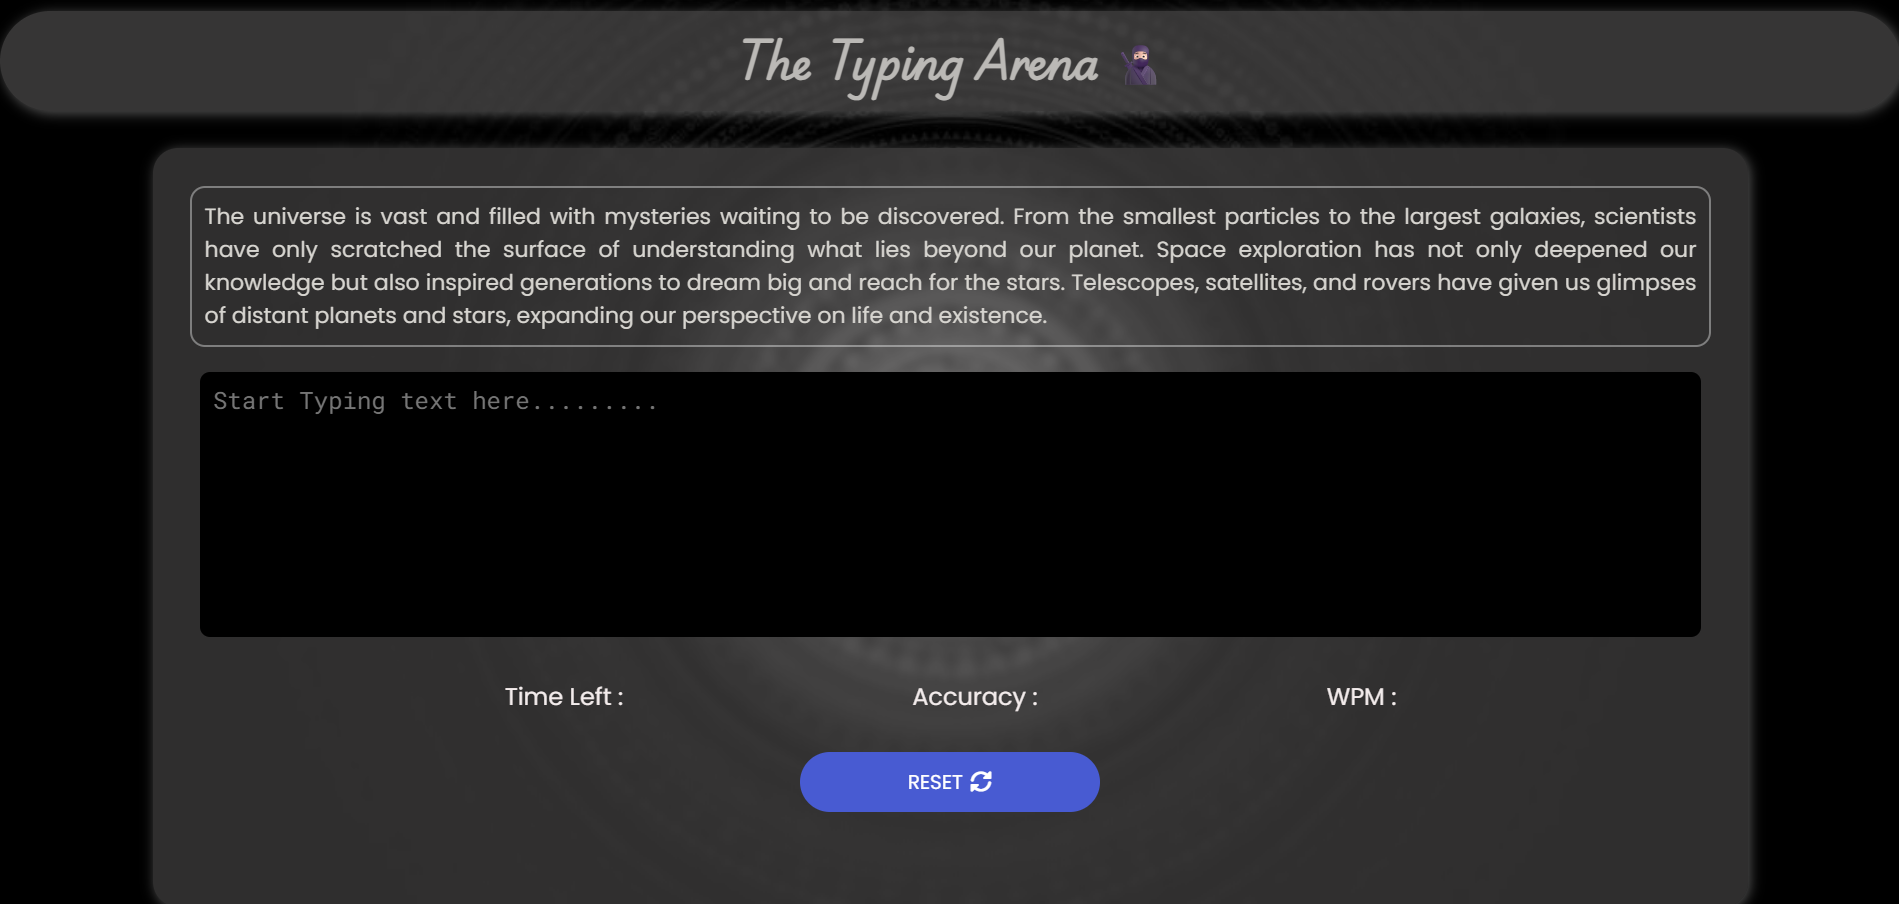 The Typing Arena
The universe is vast and filled with mysteries waiting to be discovered. From the smallest particles to the largest galaxies, scientists
have only scratched the surface of understanding what lies beyond our planet. Space exploration has not only deepened our
knowledge but also inspired generations to dream big and reach for the stars. Telescopes, satellites, and rovers have given us glimpses
of distant planets and stars, expanding our perspective on life and existence.
Start Typing text here.........
Time Left : Accuracy : WPM :
RESET